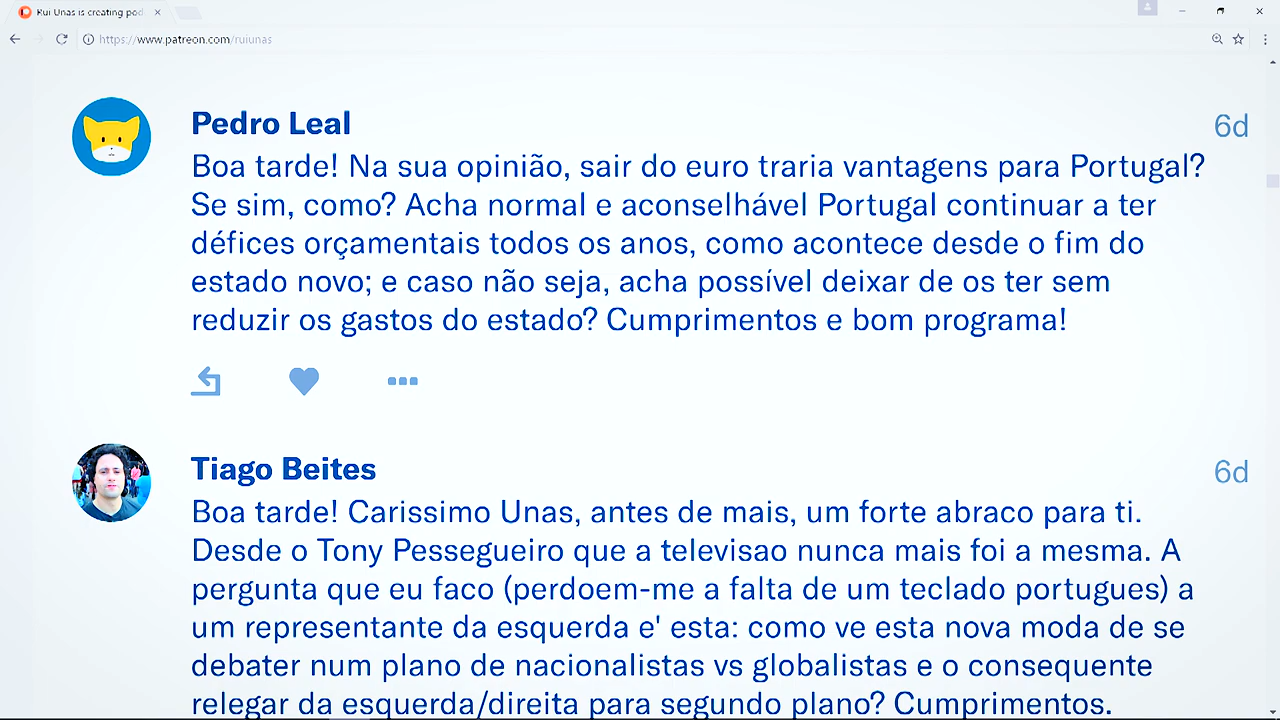 Rui Unas is creating pod
https://www.patreon.com/ruiunas
Pedro Leal
6d
Boa tarde! Na sua opinião, sair do euro traria vantagens para Portugal?
Se sim, como? Acha normal e aconselhável Portugal continuar a ter
défices orçamentais todos os anos, como acontece desde o fim do
estado novo; e caso não seja, acha possível deixar de os ter sem
reduzir os gastos do estado? Cumprimentos e bom programa!
Tiago Beites
6d
Boa tarde! Carissimo Unas, antes de mais, um forte abraco para ti.
Desde o Tony Pessegueiro que a televisao nunca mais foi a mesma. A
pergunta que eu faco (perdoem-me a falta de um teclado portugues) a
um representante da esquerda e' esta: como ve esta nova moda de se
debater num plano de nacionalistas vs globalistas e o consequente
relegar da esquerda/direita para segundo plano? Cumprimentos.